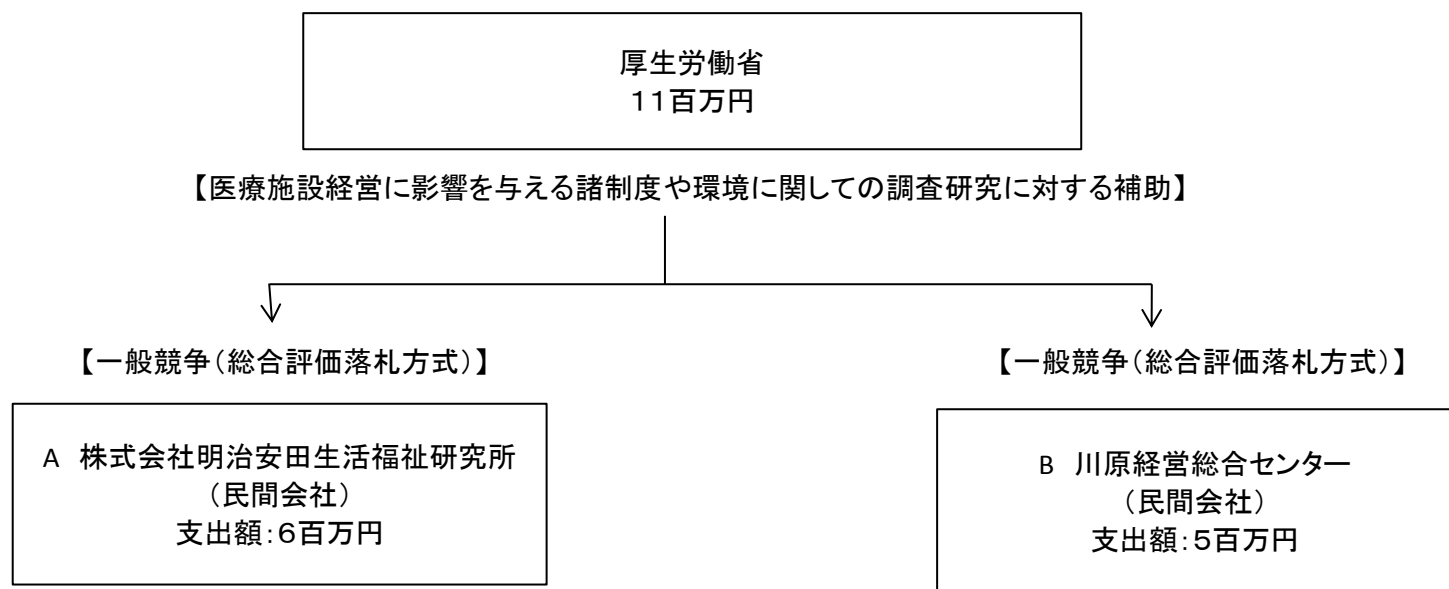 厚生労働省
11百万円
【医療施設経営に影響を与える諸制度や環境に関しての調査研究に対する補助】
【一般競争(総合評価落札方式)】
【一般競争(総合評価落札方式)】
A 株式会社明治安田生活福祉研究所
(民間会社)
支出額:6百万円
B 川原経営総合センター
(民間会社)
支出額:5百万円